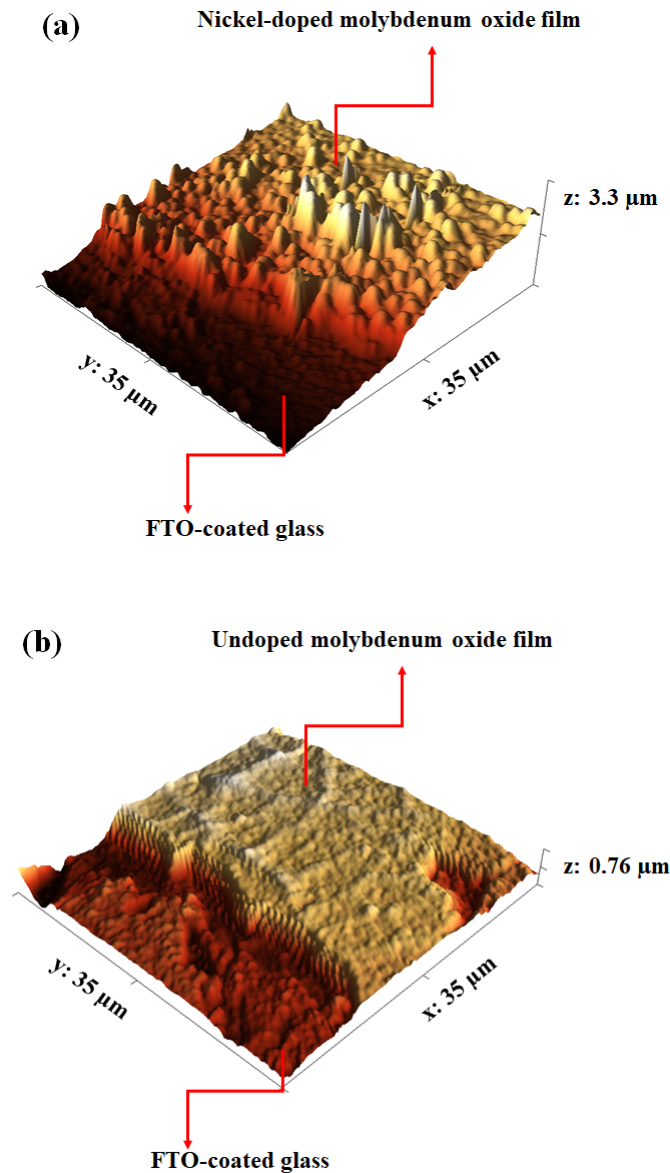 (a)
Nickel-doped molybdenum oxide film
z: 3.3 µm
y: 35 µm
x: 35 µm
FTO-coated glass
(b)
Undoped molybdenum oxide film
z: 0.76 µm
y: 35 µm
x: 35 µm
FTO-coated glass